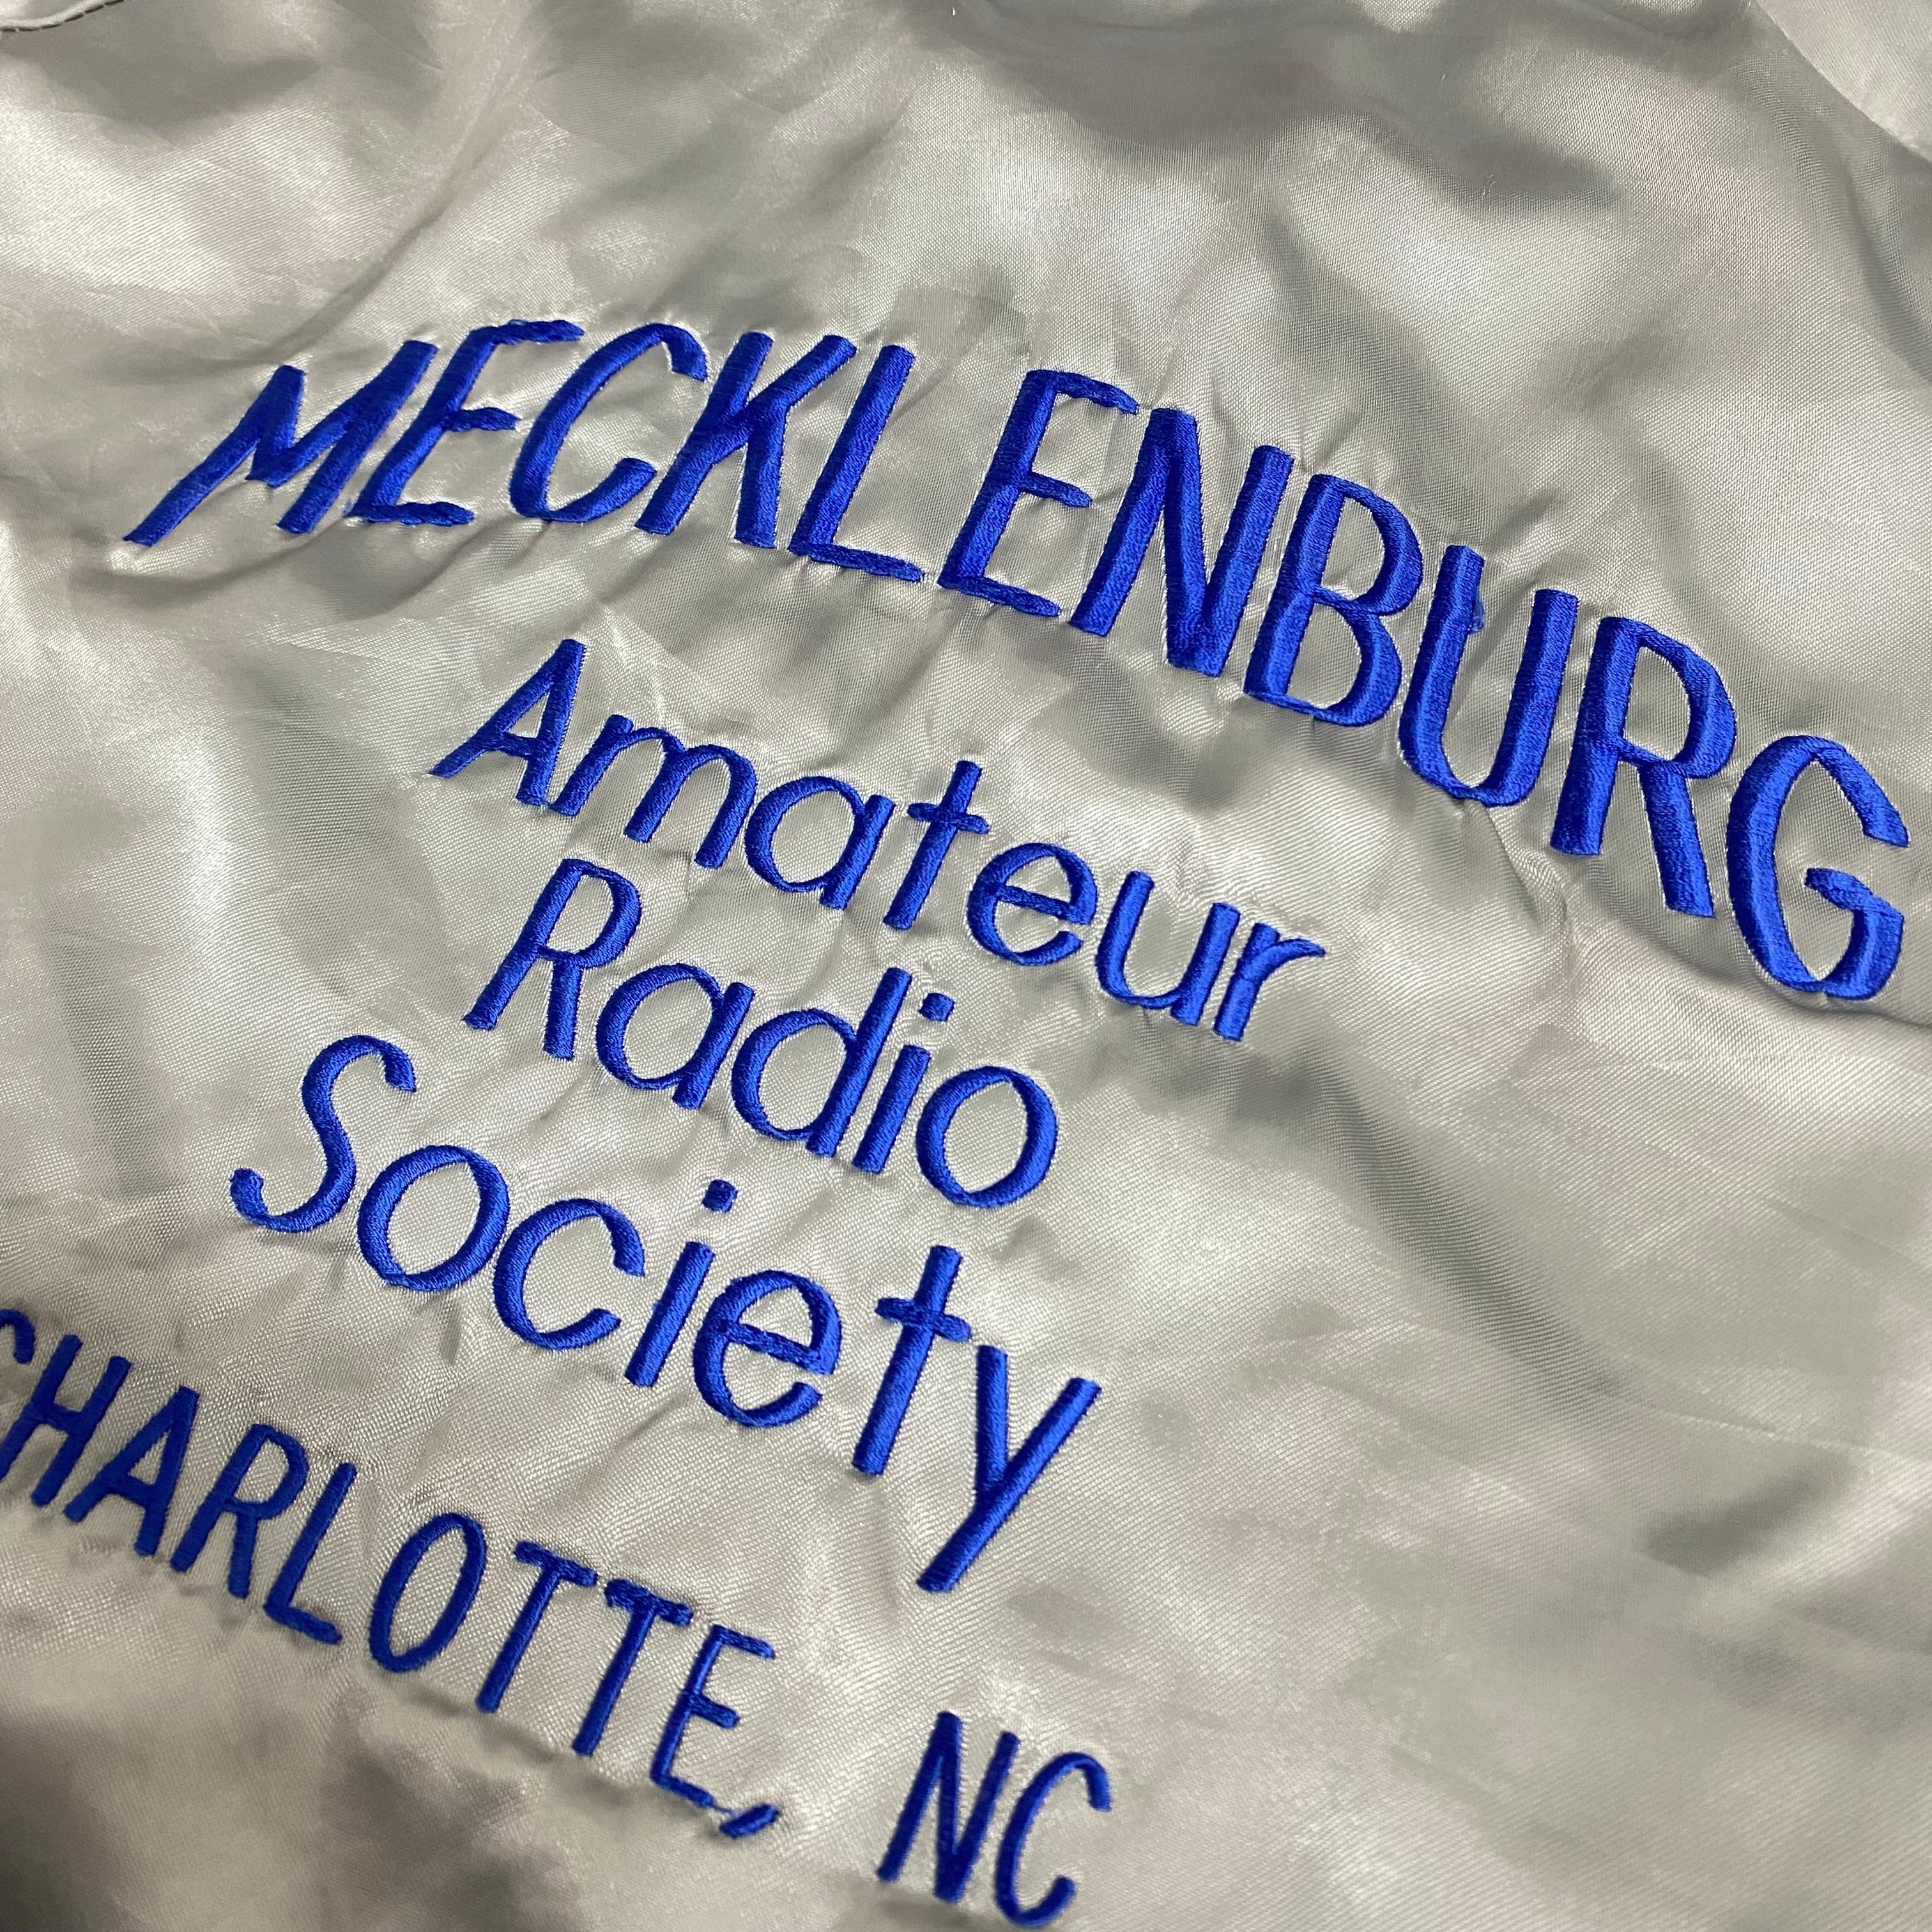 MECKLENBURG
Amateur
Radio
Society
CHARLOTTE, NC